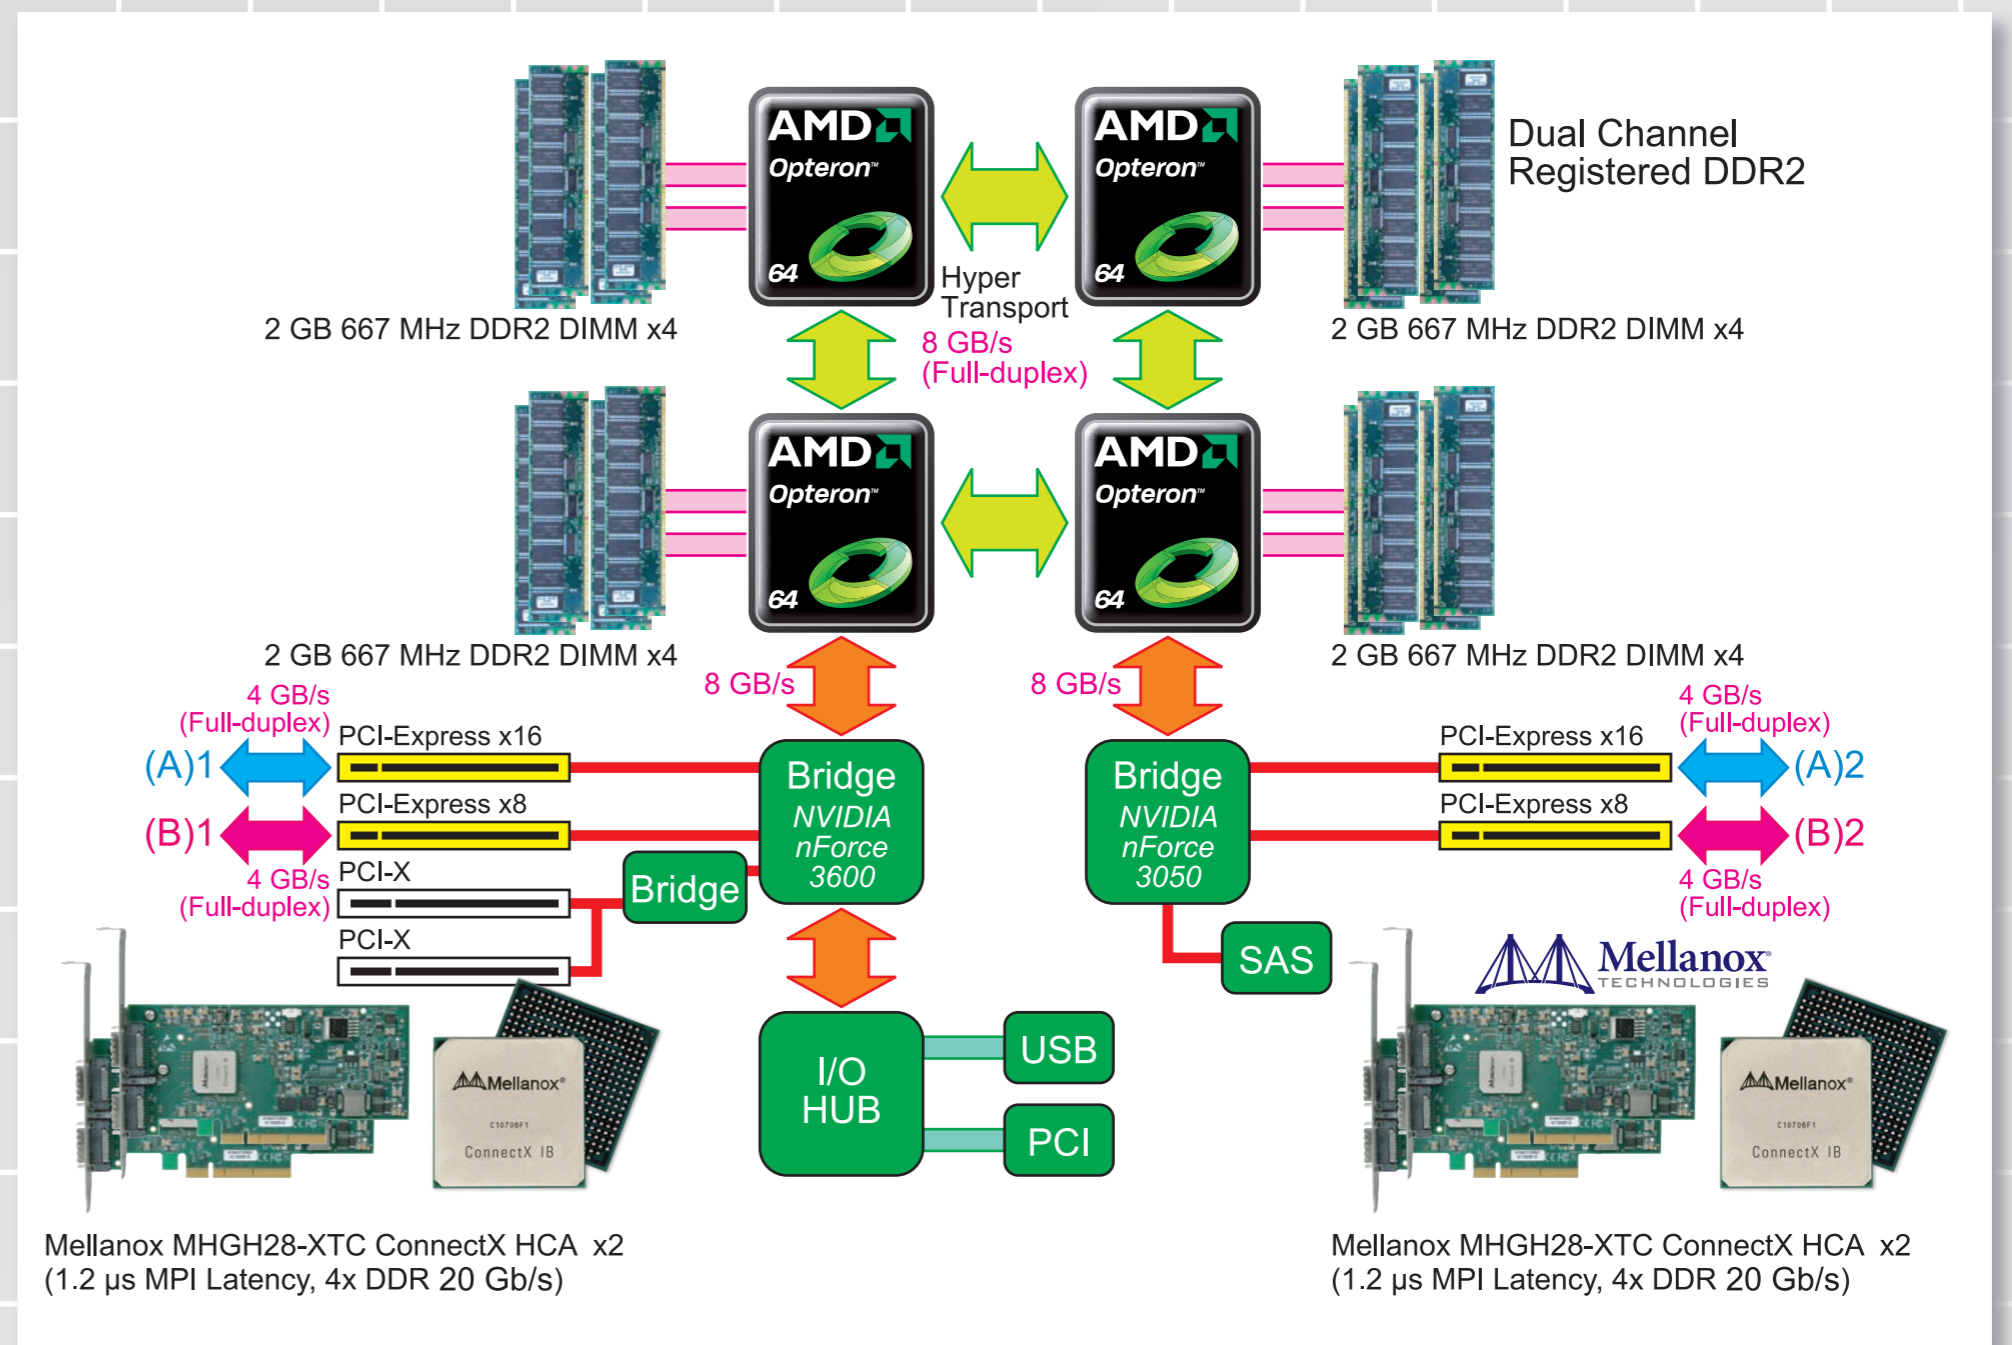 AMD
Opteron™
64
AMD
Opteron™
64
Dual Channel
Registered DDR2
Hyper
Transport
8 GB/s
(Full-duplex)
2 GB 667 MHz DDR2 DIMM x4
2 GB 667 MHz DDR2 DIMM x4
AMD
Opteron™
64
AMD
Opteron™
64
2 GB 667 MHz DDR2 DIMM x4
2 GB 667 MHz DDR2 DIMM x4
8 GB/s
8 GB/s
4 GB/s
(Full-duplex)
(A)1
PCI-Express x16
(B)1
PCI-Express x8
4 GB/s
(Full-duplex)
PCI-X
PCI-X
Bridge
Bridge
NVIDIA
nForce
3600
Bridge
NVIDIA
nForce
3050
4 GB/s
(Full-duplex)
PCI-Express x16
(A)2
PCI-Express x8
(B)2
4 GB/s
(Full-duplex)
SAS
Mellanox®
TECHNOLOGIES
I/O
HUB
USB
PCI
Mellanox®
C10706F1
ConnectX IB
Mellanox®
C10706F1
ConnectX IB
Mellanox MHGH28-XTC ConnectX HCA x2
(1.2 µs MPI Latency, 4x DDR 20 Gb/s)
Mellanox MHGH28-XTC ConnectX HCA x2
(1.2 µs MPI Latency, 4x DDR 20 Gb/s)